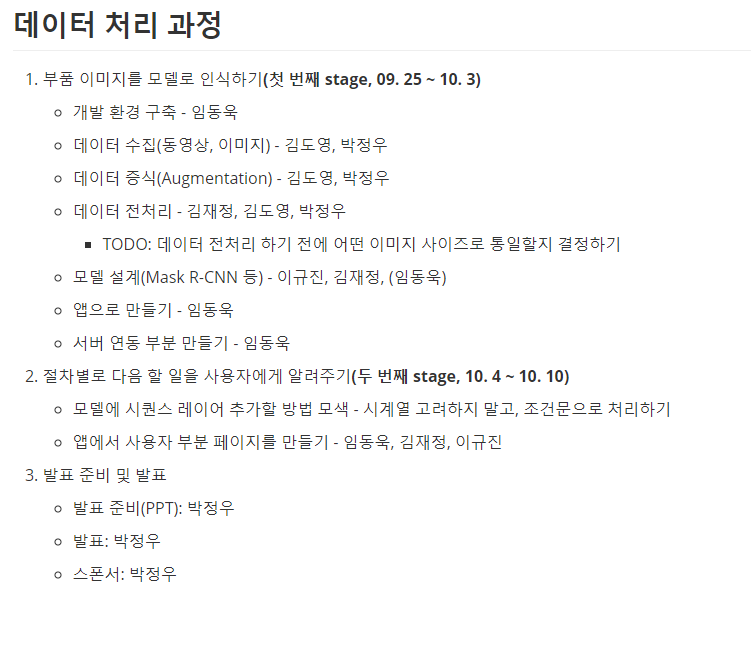 데이터 처리 과정
1. 부품 이미지를 모델로 인식하기(첫 번째 stage, 09. 25 ~ 10. 3)
개발 환경 구축 - 임동욱
데이터 수집(동영상, 이미지) - 김도영, 박정우
데이터 증식(Augmentation) - 김도영, 박정우
데이터 전처리 - 김재정, 김도영, 박정우
TODO: 데이터 전처리 하기 전에 어떤 이미지 사이즈로 통일할지 결정하기
모델 설계(Mask R-CNN 등) - 이규진, 김재정, (임동욱)
앱으로 만들기 - 임동욱
서버 연동 부분 만들기 - 임동욱
2. 절차별로 다음 할 일을 사용자에게 알려주기(두 번째 stage, 10. 4 ~ 10. 10)
모델에 시퀀스 레이어 추가할 방법 모색 - 시계열 고려하지 말고, 조건문으로 처리하기
앱에서 사용자 부분 페이지를 만들기 - 임동욱, 김재정, 이규진
3. 발표 준비 및 발표
발표 준비(PPT): 박정우
발표: 박정우
스폰서: 박정우